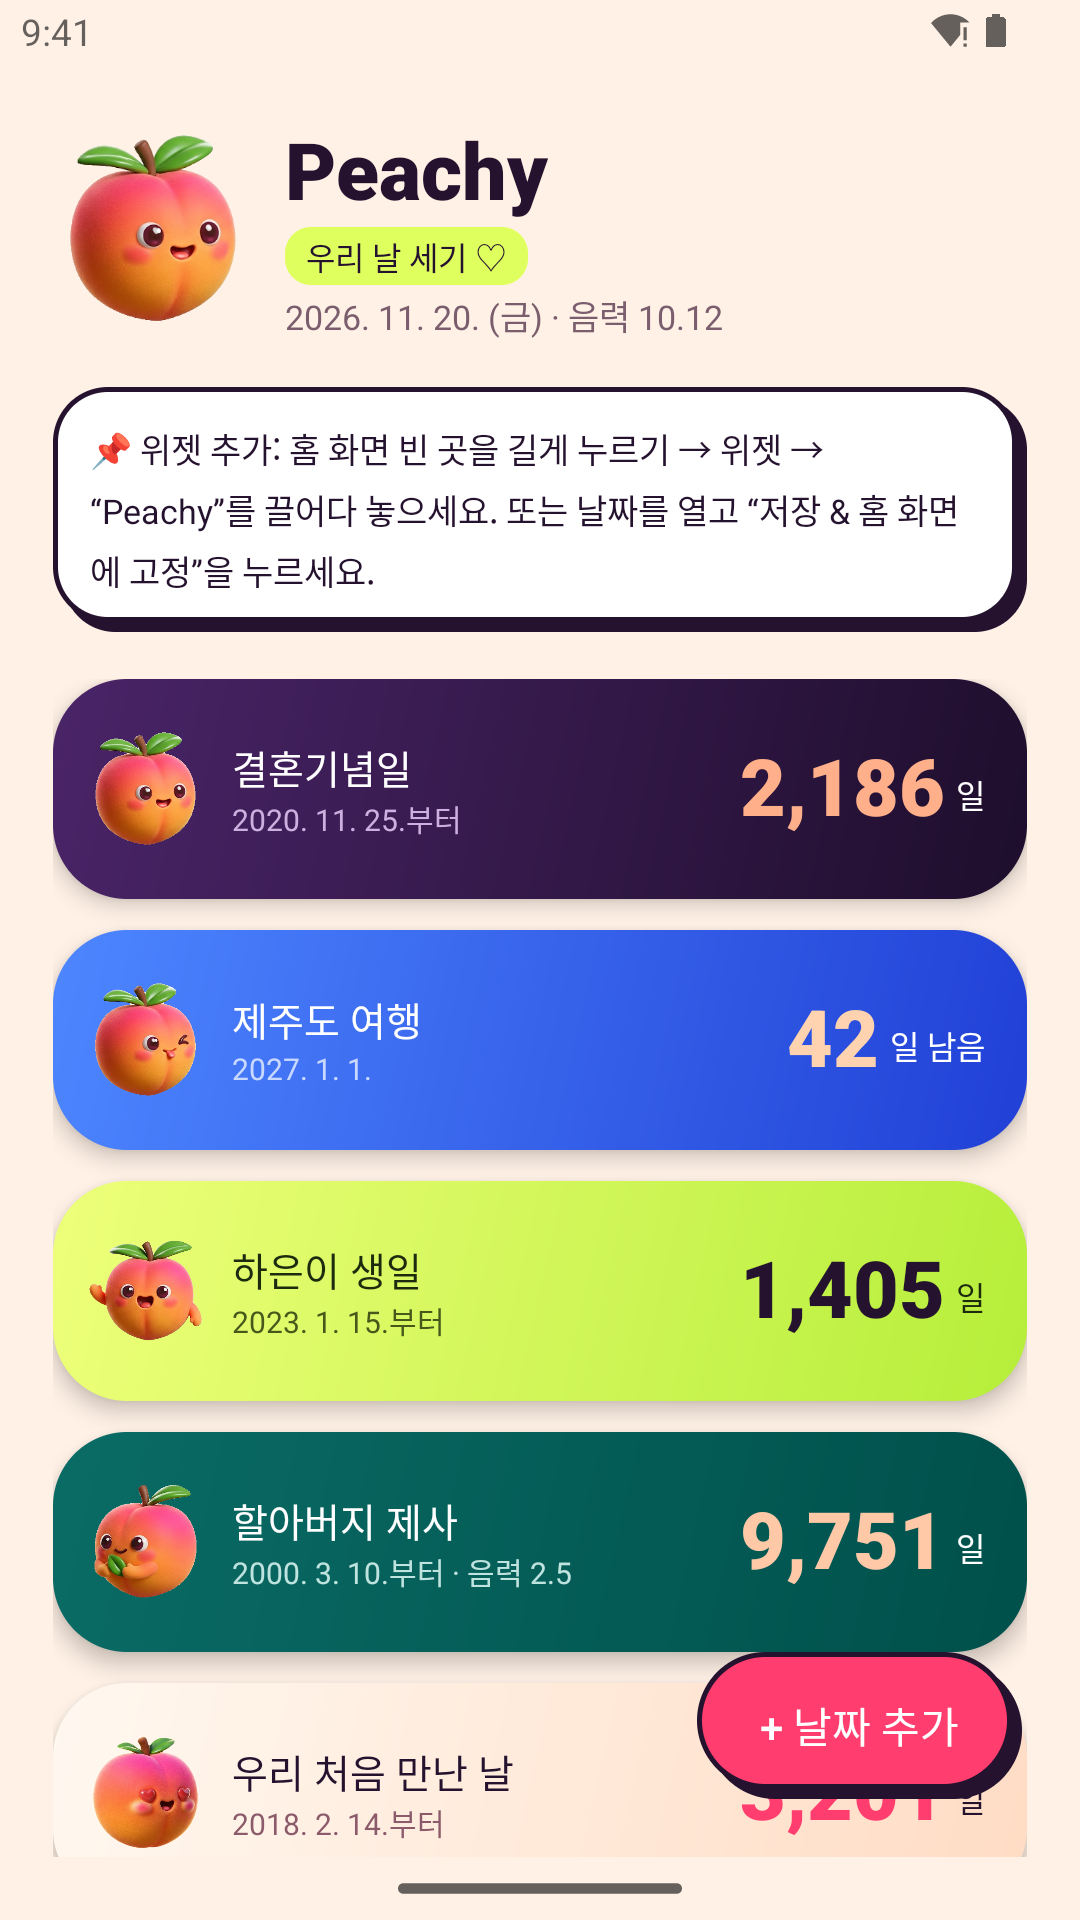 9:41
Peachy
우리 날 세기 ♡
2026. 11. 20. (금) · 음력 10.12
📌 위젯 추가: 홈 화면 빈 곳을 길게 누르기 → 위젯 →
“Peachy”를 끌어다 놓으세요. 또는 날짜를 열고 “저장 & 홈 화면
에 고정”을 누르세요.
결혼기념일
2020. 11. 25.부터
2,186 일
제주도 여행
2027. 1. 1.
42 일 남음
하은이 생일
2023. 1. 15.부터
1,405 일
할아버지 제사
2000. 3. 10.부터 · 음력 2.5
9,751 일
+ 날짜 추가
우리 처음 만난 날
2018. 2. 14.부터
일